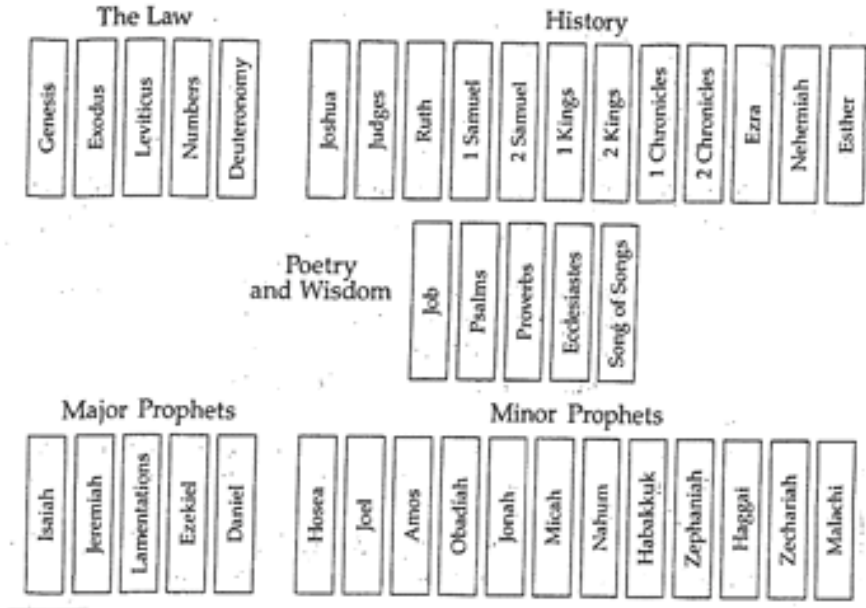 The Law
Genesis
Exodus
Leviticus
Numbers
Deuteronomy
History
Joshua
Judges
Ruth
1 Samuel
2 Samuel
1 Kings
2 Kings
1 Chronicles
2 Chronicles
Ezra
Nehemiah
Esther
Poetry
and Wisdom
Job
Psalms
Proverbs
Ecclesiastes
Song of Songs
Major Prophets
Isaiah
Jeremiah
Lamentations
Ezekiel
Daniel
Minor Prophets
Hosea
Joel
Amos
Obadiah
Jonah
Micah
Nahum
Habakkuk
Zephaniah
Haggai
Zechariah
Malachi